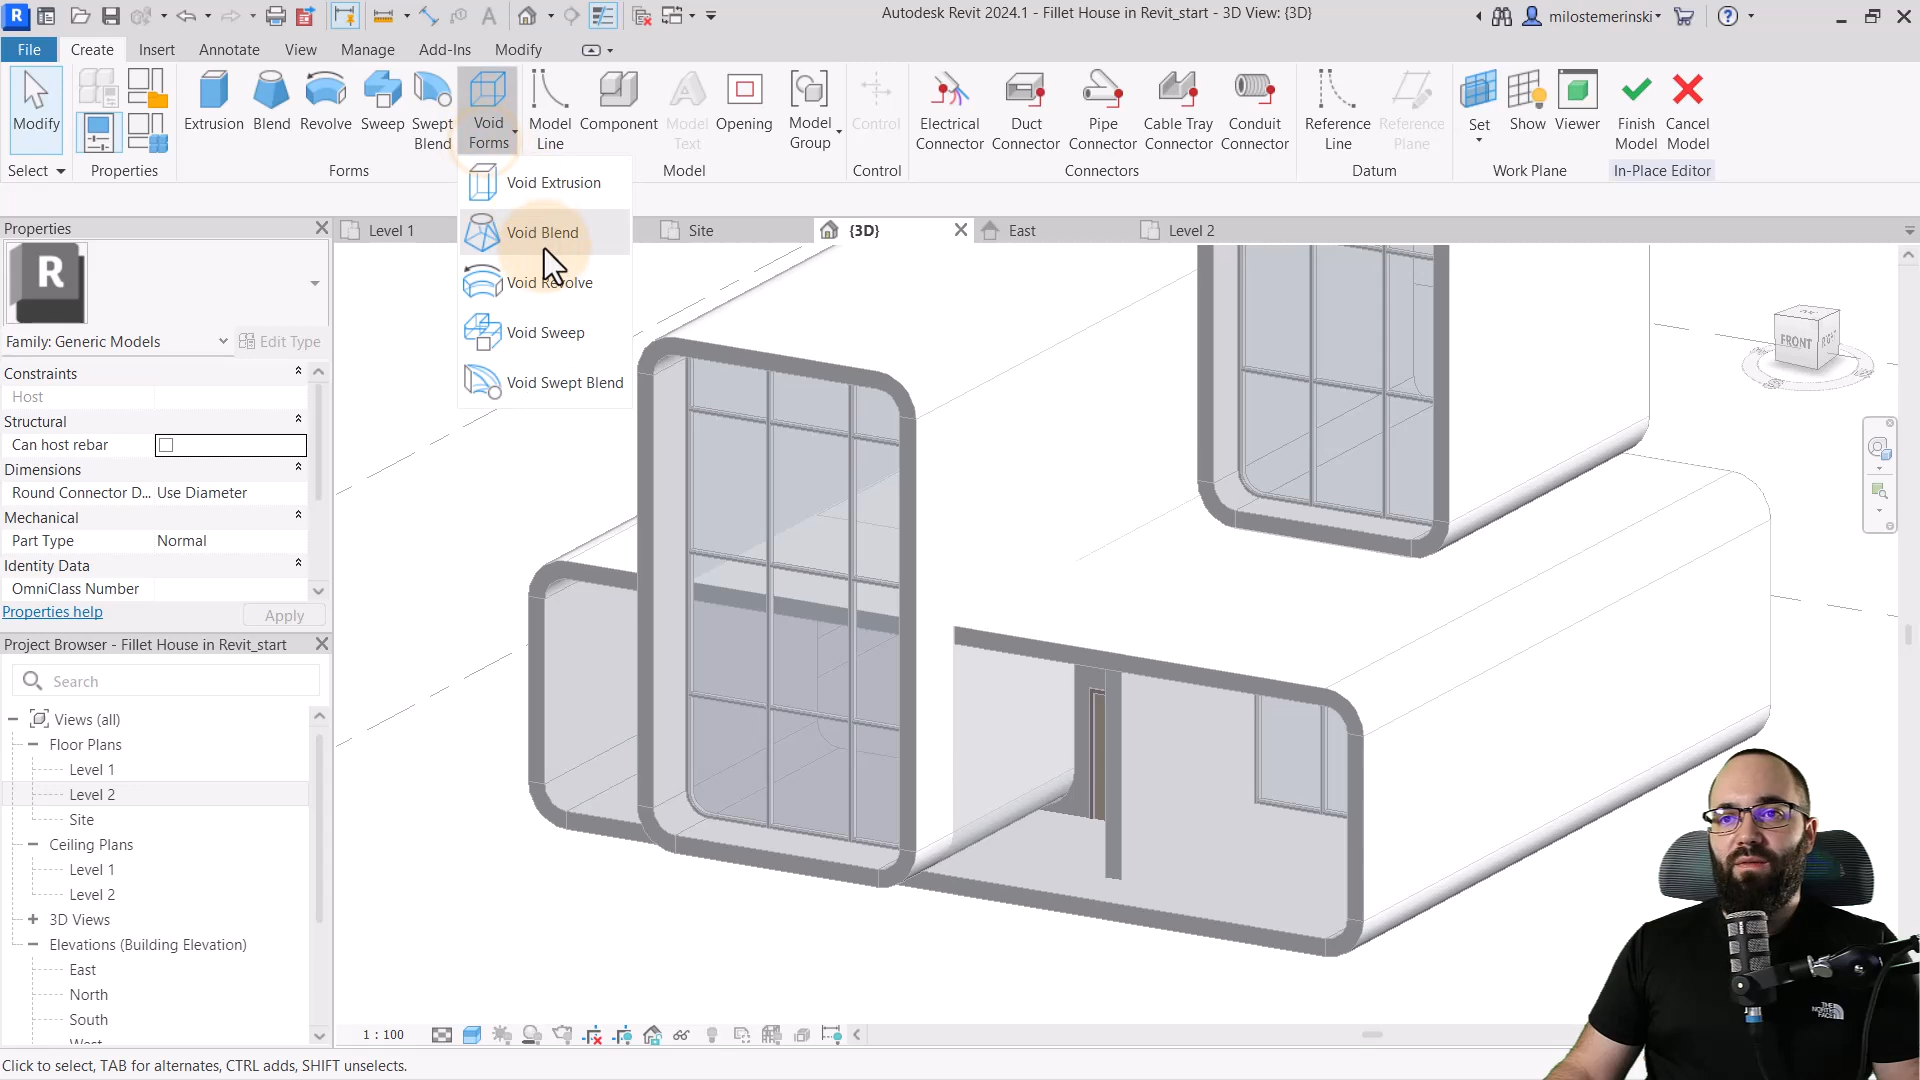 Autodesk Revit 2024.1 - Fillet House in Revit_start - 3D View: {3D}
milostemerinski
File Create Insert Annotate View Manage Add-Ins Modify
Modify
Extrusion Blend Revolve Sweep Swept Blend Void Forms
Model Line Component Model Text Opening Model Group
Control
Electrical Connector Duct Connector Pipe Connector Cable Tray Connector Conduit Connector
Reference Line Reference Plane
Set Show Viewer
Finish Model Cancel Model
Select Properties Forms Model Control Connectors Datum Work Plane In-Place Editor
Void Extrusion
Void Blend
Void Revolve
Void Sweep
Void Swept Blend
Level 1 Site {3D} East Level 2
FRONT
Properties
R
Family: Generic Models Edit Type
Constraints
Host
Structural
Can host rebar
Dimensions
Round Connector D... Use Diameter
Mechanical
Part Type Normal
Identity Data
OmniClass Number
Properties help Apply
Project Browser - Fillet House in Revit_start
Search
Views (all)
Floor Plans
Level 1
Level 2
Site
Ceiling Plans
Level 1
Level 2
3D Views
Elevations (Building Elevation)
East
North
South
1 : 100
Click to select, TAB for alternates, CTRL adds, SHIFT unselects.
THE NORTH FACE